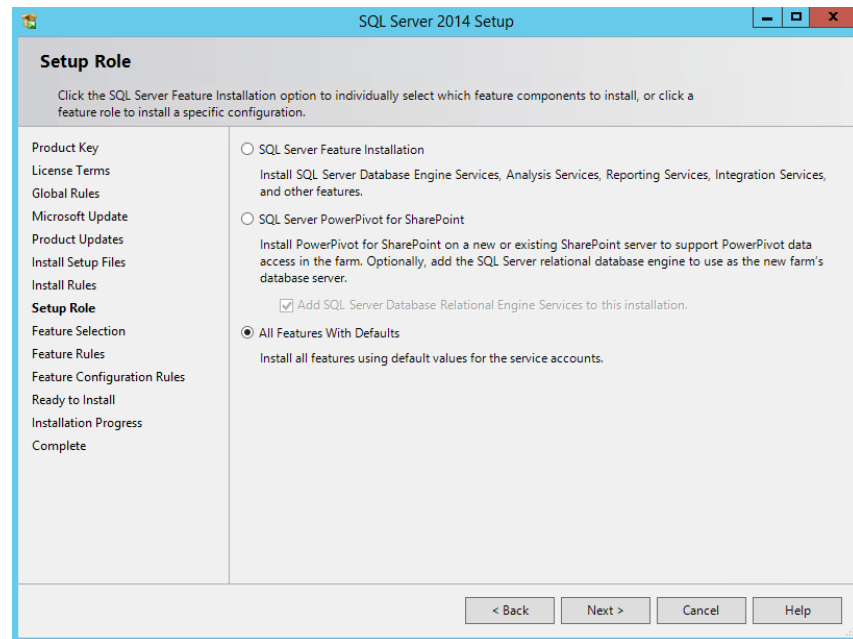 SQL Server 2014 Setup
Setup Role
Click the SQL Server Feature Installation option to individually select which feature components to install, or click a
feature role to install a specific configuration.
Product Key
License Terms
Global Rules
Microsoft Update
Product Updates
Install Setup Files
Install Rules
Setup Role
Feature Selection
Feature Rules
Feature Configuration Rules
Ready to Install
Installation Progress
Complete
SQL Server Feature Installation
Install SQL Server Database Engine Services, Analysis Services, Reporting Services, Integration Services,
and other features.
SQL Server PowerPivot for SharePoint
Install PowerPivot for SharePoint on a new or existing SharePoint server to support PowerPivot data
access in the farm. Optionally, add the SQL Server relational database engine to use as the new farm's
database server.
Add SQL Server Database Relational Engine Services to this installation.
All Features With Defaults
Install all features using default values for the service accounts.
< Back
Next >
Cancel
Help